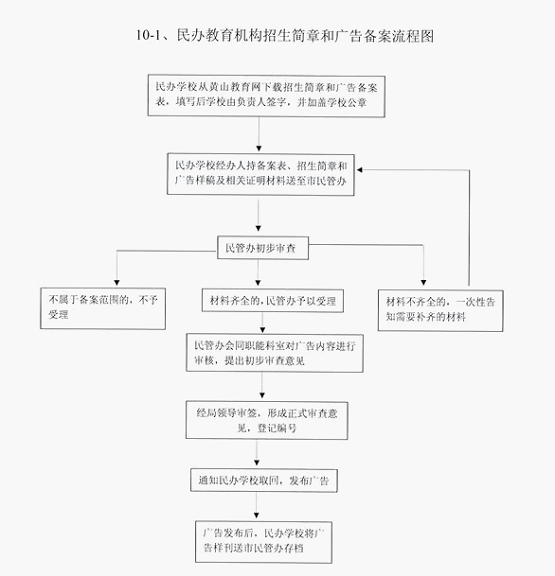 10-1、民办教育机构招生简章和广告备案流程图
民办学校从黄山教育网下载招生简章和广告备案
表，填写后学校由负责人签字，并加盖学校公章
民办学校经办人持备案表、招生简章和
广告样稿及相关证明材料送至市民管办
民管办初步审查
不属于备案范围的，不予
受理
材料齐全的，民管办予以受理
材料不齐全的，一次性告
知需要补齐的材料
民管办会同职能科室对广告内容进行
审核，提出初步审查意见
经局领导审签，形成正式审查意
见，登记编号
通知民办学校取回，发布广告
广告发布后，民办学校将广
告样刊送市民管办存档